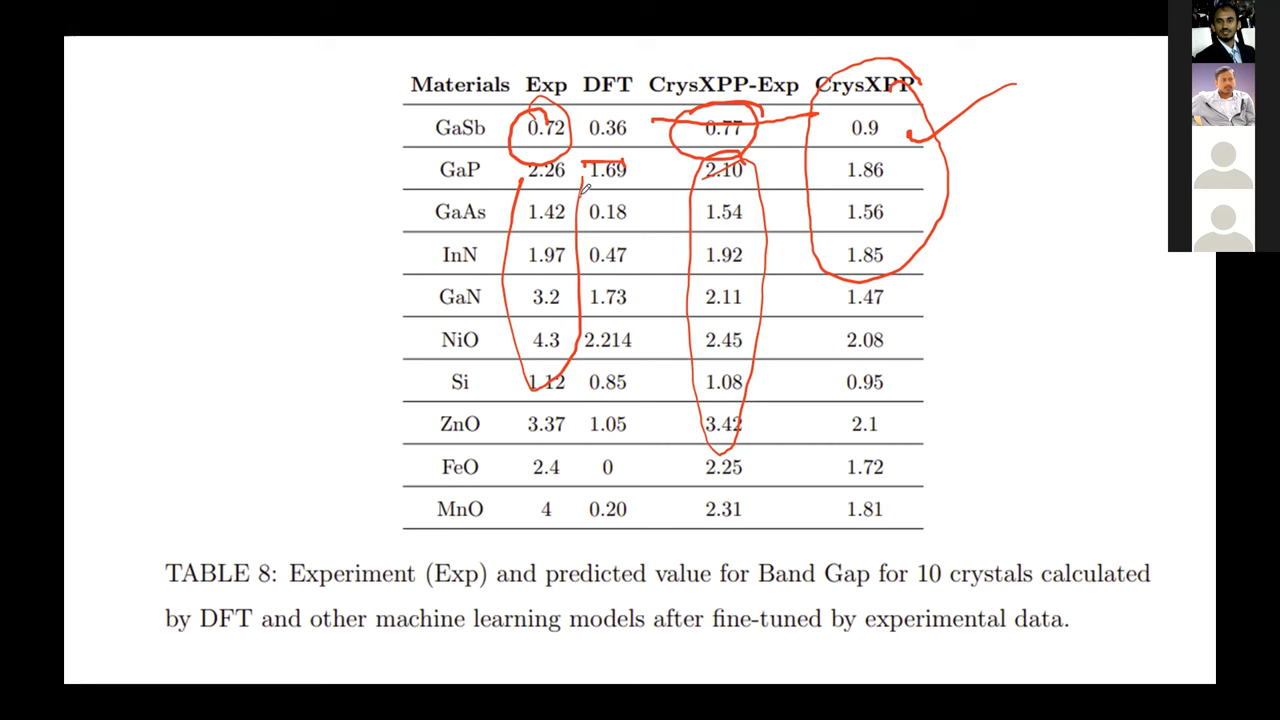 Materials Exp DFT CrysXPP-Exp CrysXPP
GaSb 0.72 0.36 0.77 0.9
GaP 2.26 1.69 2.10 1.86
GaAs 1.42 0.18 1.54 1.56
InN 1.97 0.47 1.92 1.85
GaN 3.2 1.73 2.11 1.47
NiO 4.3 2.214 2.45 2.08
Si 1.12 0.85 1.08 0.95
ZnO 3.37 1.05 3.42 2.1
FeO 2.4 0 2.25 1.72
MnO 4 0.20 2.31 1.81
TABLE 8: Experiment (Exp) and predicted value for Band Gap for 10 crystals calculated
by DFT and other machine learning models after fine-tuned by experimental data.